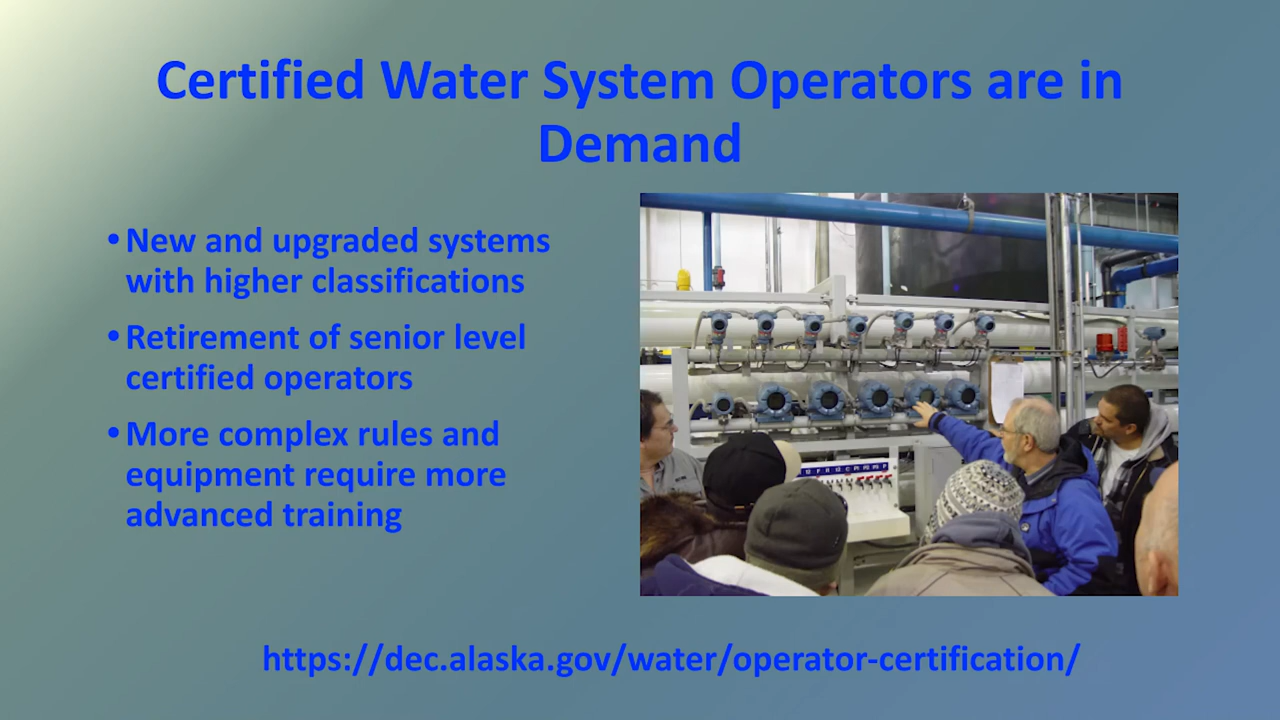 Certified Water System Operators are in
Demand
• New and upgraded systems
with higher classifications
• Retirement of senior level
certified operators
• More complex rules and
equipment require more
advanced training
https://dec.alaska.gov/water/operator-certification/